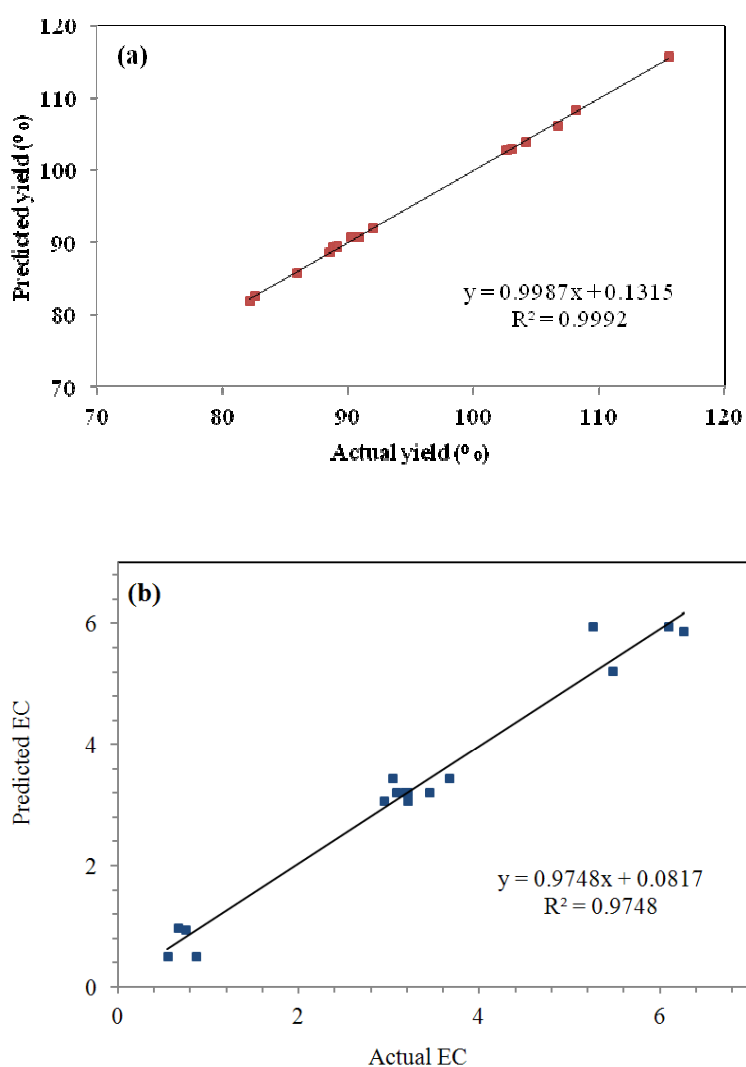 120
(a)
110
100
90
80
70
Predicted yield (%)
y = 0.9987x + 0.1315
R² = 0.9992
70 80 90 100 110 120
Actual yield (%)
(b)
6
4
2
0
Predicted EC
y = 0.9748x + 0.0817
R² = 0.9748
0 2 4 6
Actual EC